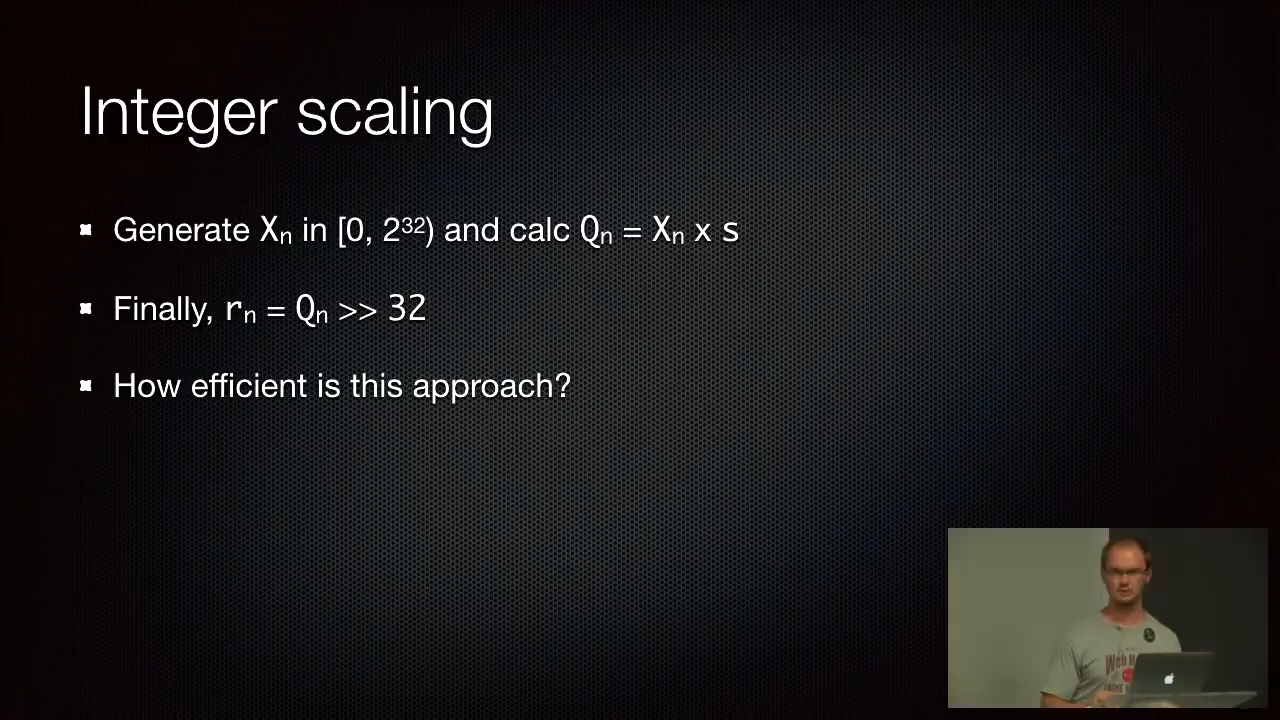 Integer scaling
Generate Xₙ in [0, 2³²) and calc Qₙ = Xₙ x s
Finally, rₙ = Qₙ >> 32
How efficient is this approach?